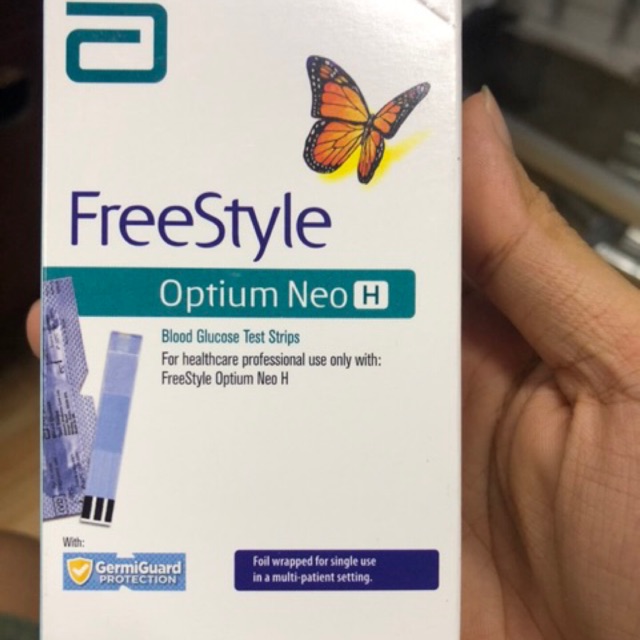 FreeStyle
Optium Neo H
Blood Glucose Test Strips
For healthcare professional use only with:
FreeStyle Optium Neo H
With:
GermiGuard
PROTECTION
Foil wrapped for single use
in a multi-patient setting.